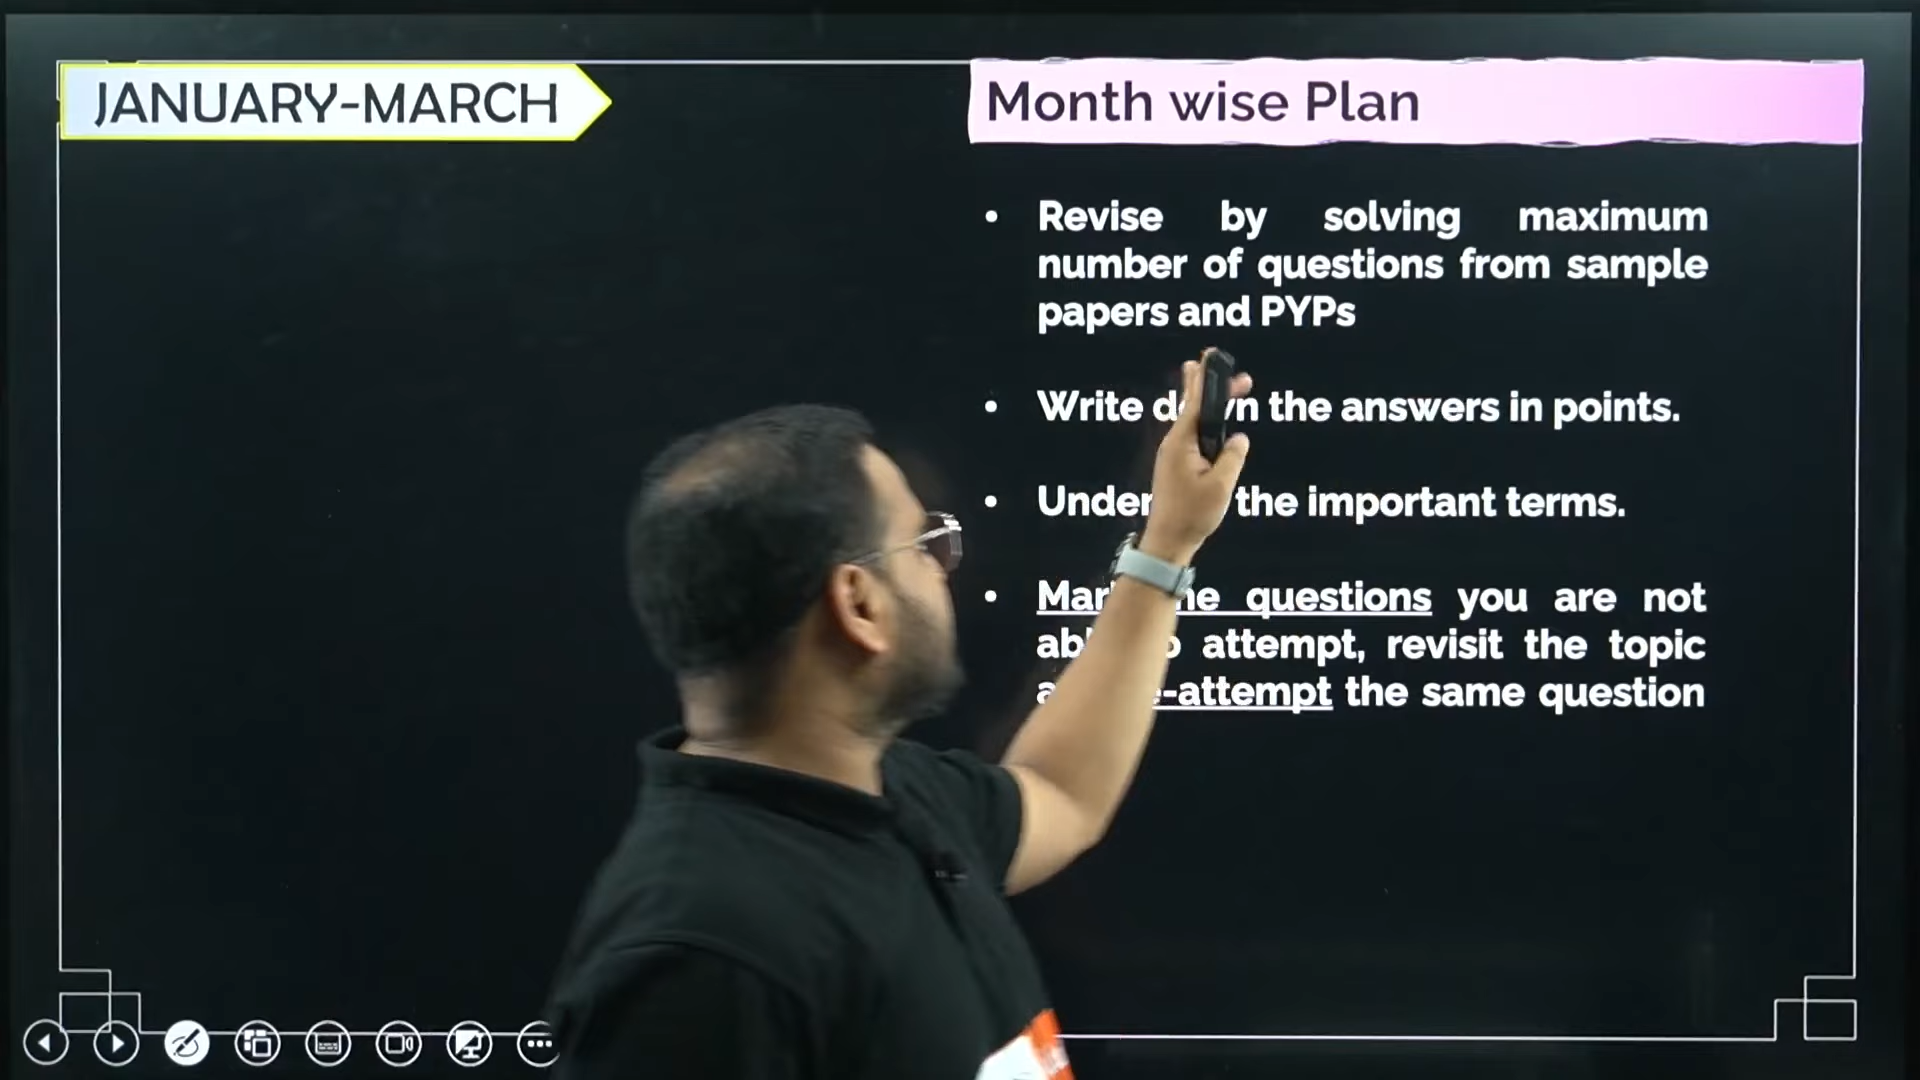 JANUARY-MARCH
Month wise Plan
• Revise by solving maximum
number of questions from sample
papers and PYPs
• Write the answers in points.
• the important terms.
• questions you are not
attempt, revisit the topic
-attempt the same question